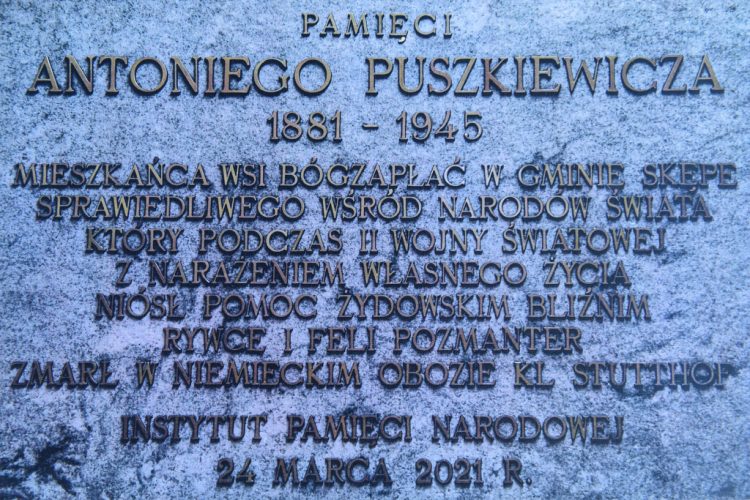 PAMIĘCI
ANTONIEGO PUSZKIEWICZA
1881 - 1945
MIESZKAŃCA WSI BÓGZAPŁAĆ W GMINIE SKĘPE
SPRAWIEDLIWEGO WŚRÓD NARODÓW ŚWIATA
KTÓRY PODCZAS II WOJNY ŚWIATOWEJ
Z NARAŻENIEM WŁASNEGO ŻYCIA
NIÓSŁ POMOC ŻYDOWSKIM BLIŹNIM
RYWCE I FELI POZMANTER
ZMARŁ W NIEMIECKIM OBOZIE KL STUTTHOF
INSTYTUT PAMIĘCI NARODOWEJ
24 MARCA 2021 R.